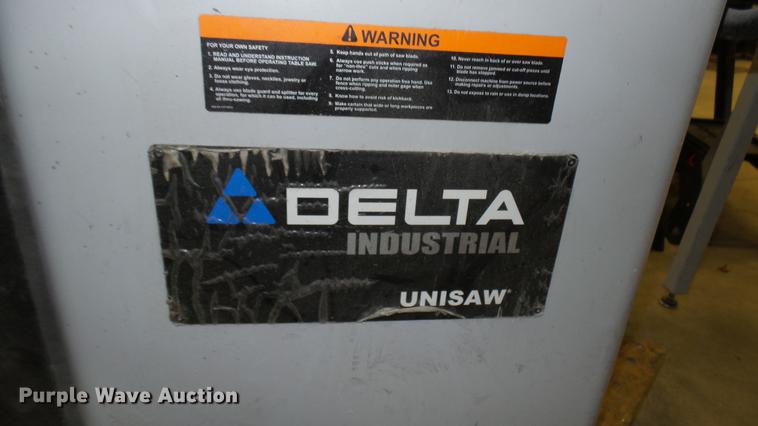 WARNING
FOR YOUR OWN SAFETY
1. READ AND UNDERSTAND INSTRUCTION
MANUAL BEFORE OPERATING TABLE SAW.
2. Always wear eye protection.
3. Do not wear gloves, neckties, jewelry or
loose clothing.
4. Always use blade guard and splitter for every
operation, for which it can be used, including
all thru-sawing.
5. Keep hands out of path of saw blade.
6. Always use push sticks when required as
for "non-thru" cuts and when ripping
narrow work.
7. Do not perform any operation free hand. Use
fence when ripping and miter gage when
cross-cutting.
8. Know how to avoid risk of kickback.
9. Make certain that wide or long workpieces are
properly supported.
10. Never reach in back of or over saw blade.
11. Do not remove jammed or cut-off pieces until
blade has stopped.
12. Disconnect machine from power source before
making repairs or adjustments.
13. Do not expose to rain or use in damp locations.
DELTA
INDUSTRIAL
UNISAW®
Purple Wave Auction